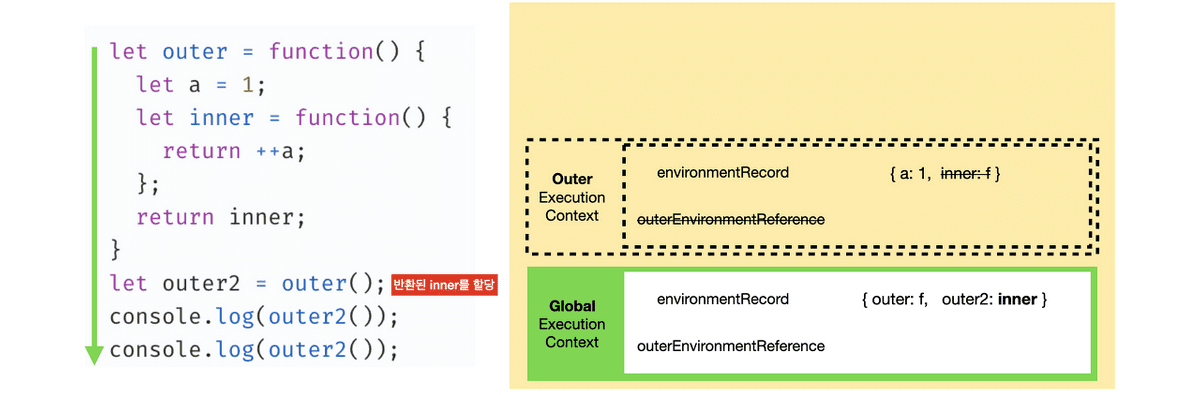 let outer = function() {
  let a = 1;
  let inner = function() {
    return ++a;
  };
  return inner;
}
let outer2 = outer(); 반환된 inner를 할당
console.log(outer2());
console.log(outer2());
Outer
Execution
Context
environmentRecord { a: 1, inner: f }
outerEnvironmentReference
Global
Execution
Context
environmentRecord { outer: f, outer2: inner }
outerEnvironmentReference